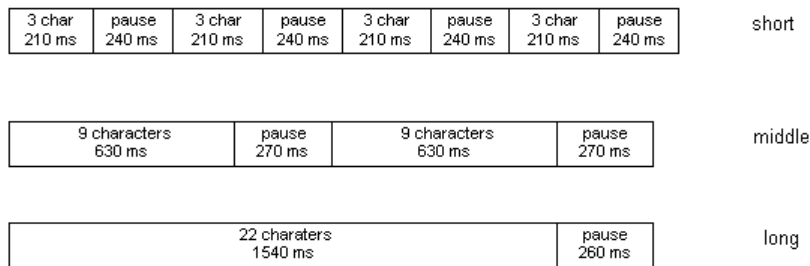 3 char pause 3 char pause 3 char pause 3 char pause short
210 ms 240 ms 210 ms 240 ms 210 ms 240 ms 210 ms 240 ms
9 characters pause 9 characters pause middle
630 ms 270 ms 630 ms 270 ms
22 charaters pause long
1540 ms 260 ms